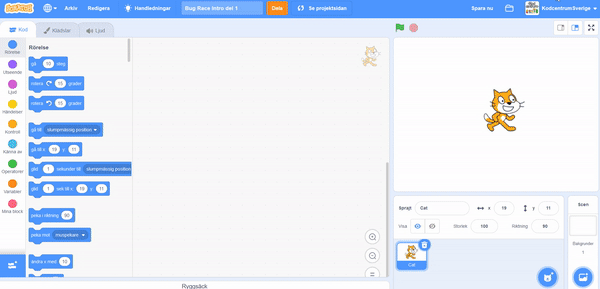 SCRATCH
Arkiv
Redigera
Handledningar
Bug Race Intro det 1
Dela
Se projektsidan
Spara nu
KodcentrumSverige
Kod
Klädslar
Ljud
Rörelse
Utseende
Ljud
Händelser
Kontroll
Känna av
Operatorer
Variabler
Mina block
Rörelse
gå 10 steg
rotera 15 grader
rotera 15 grader
gå till slumpmässig position
gå till x: 19 y: 11
glid 1 sekunder till slumpmässig position
glid 1 sek till x: 19 y: 11
peka i riktning 90
peka mot muspekare
ändra x med 10
Sprajt
Cat
x 19
y 11
Visa
Storlek 100
Riktning 90
Cat
Scen
Bakgrunder
1
Ryggsäck